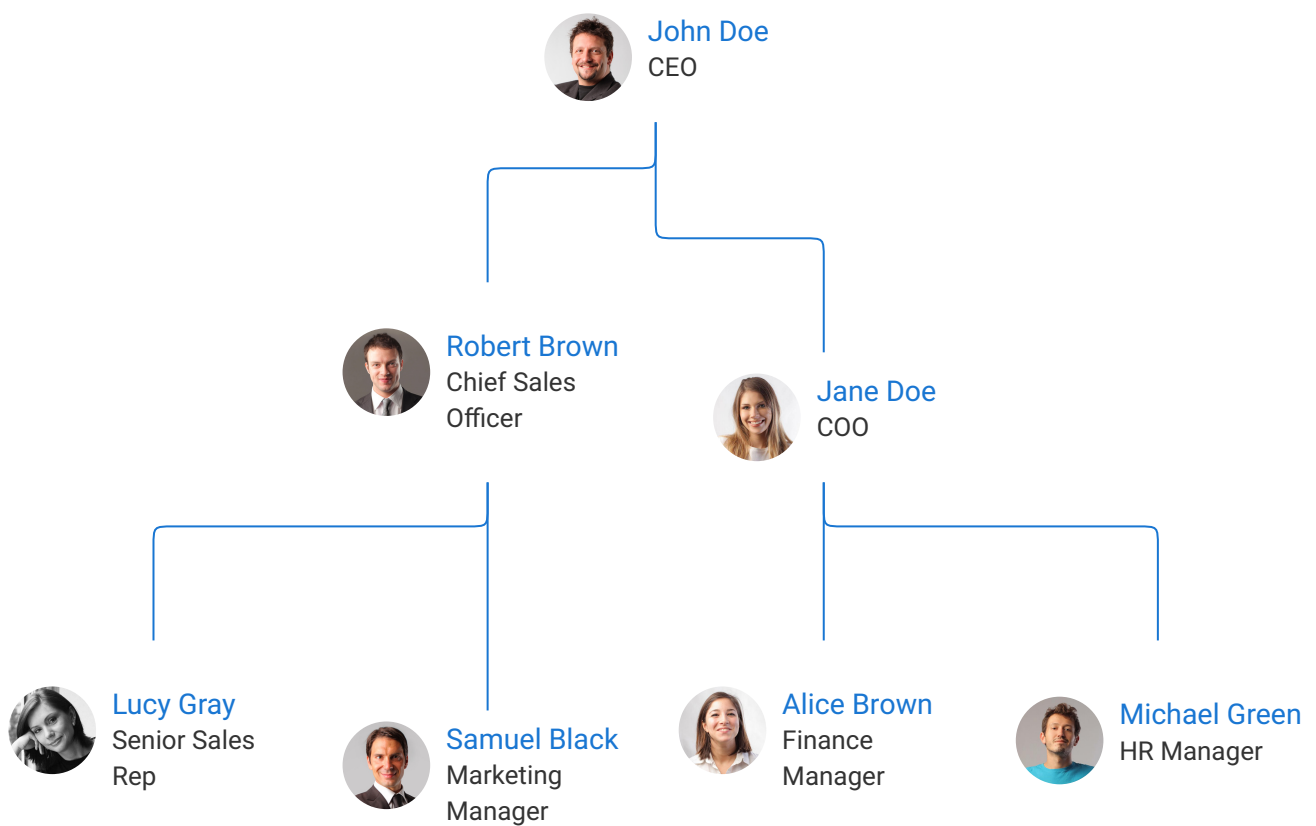 John Doe
CEO
Robert Brown
Chief Sales
Officer
Jane Doe
COO
Lucy Gray
Senior Sales
Rep
Samuel Black
Marketing
Manager
Alice Brown
Finance
Manager
Michael Green
HR Manager